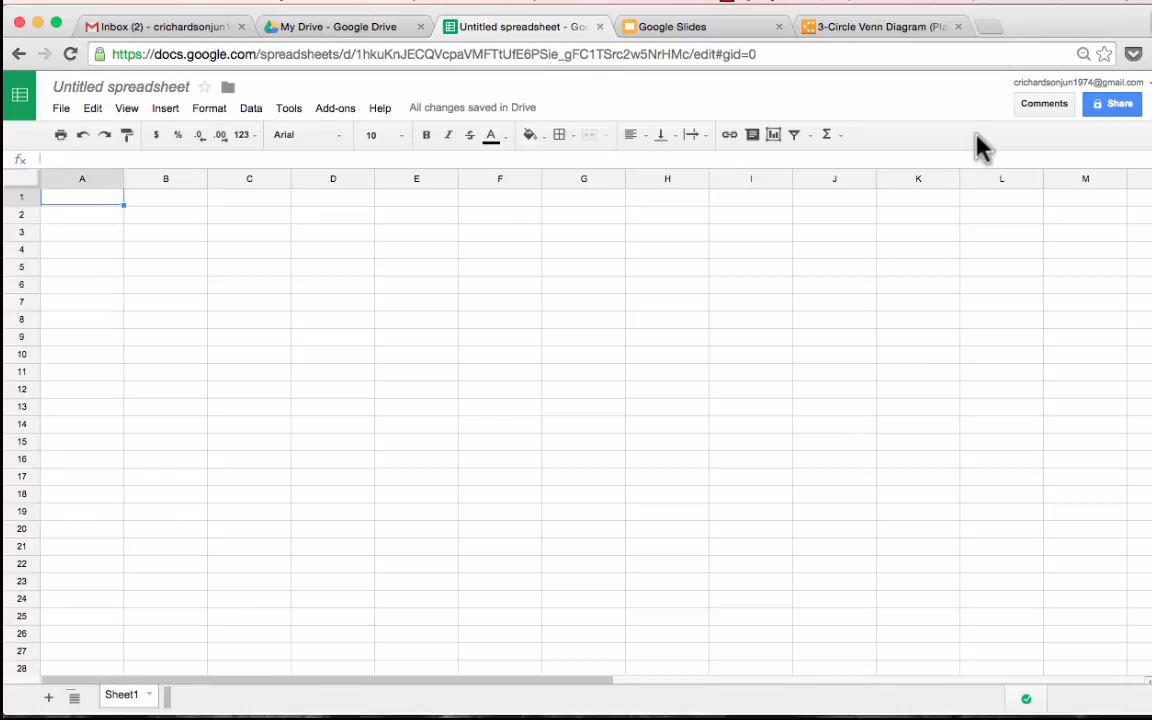 Inbox (2) - crichardsonjun1
My Drive - Google Drive
Untitled spreadsheet - Goo
Google Slides
3-Circle Venn Diagram (Pla
https://docs.google.com/spreadsheets/d/1hkuKnJECQVcpaVMFTtUfE6PSie_gFC1TSrc2w5NrHMc/edit#gid=0
Untitled spreadsheet
crichardsonjun1974@gmail.com
File Edit View Insert Format Data Tools Add-ons Help All changes saved in Drive
Comments Share
$ % .0 .00 123 Arial 10 B I S A Σ
fx
A B C D E F G H I J K L M
1
2
3
4
5
6
7
8
9
10
11
12
13
14
15
16
17
18
19
20
21
22
23
24
25
26
27
28
+ Sheet1